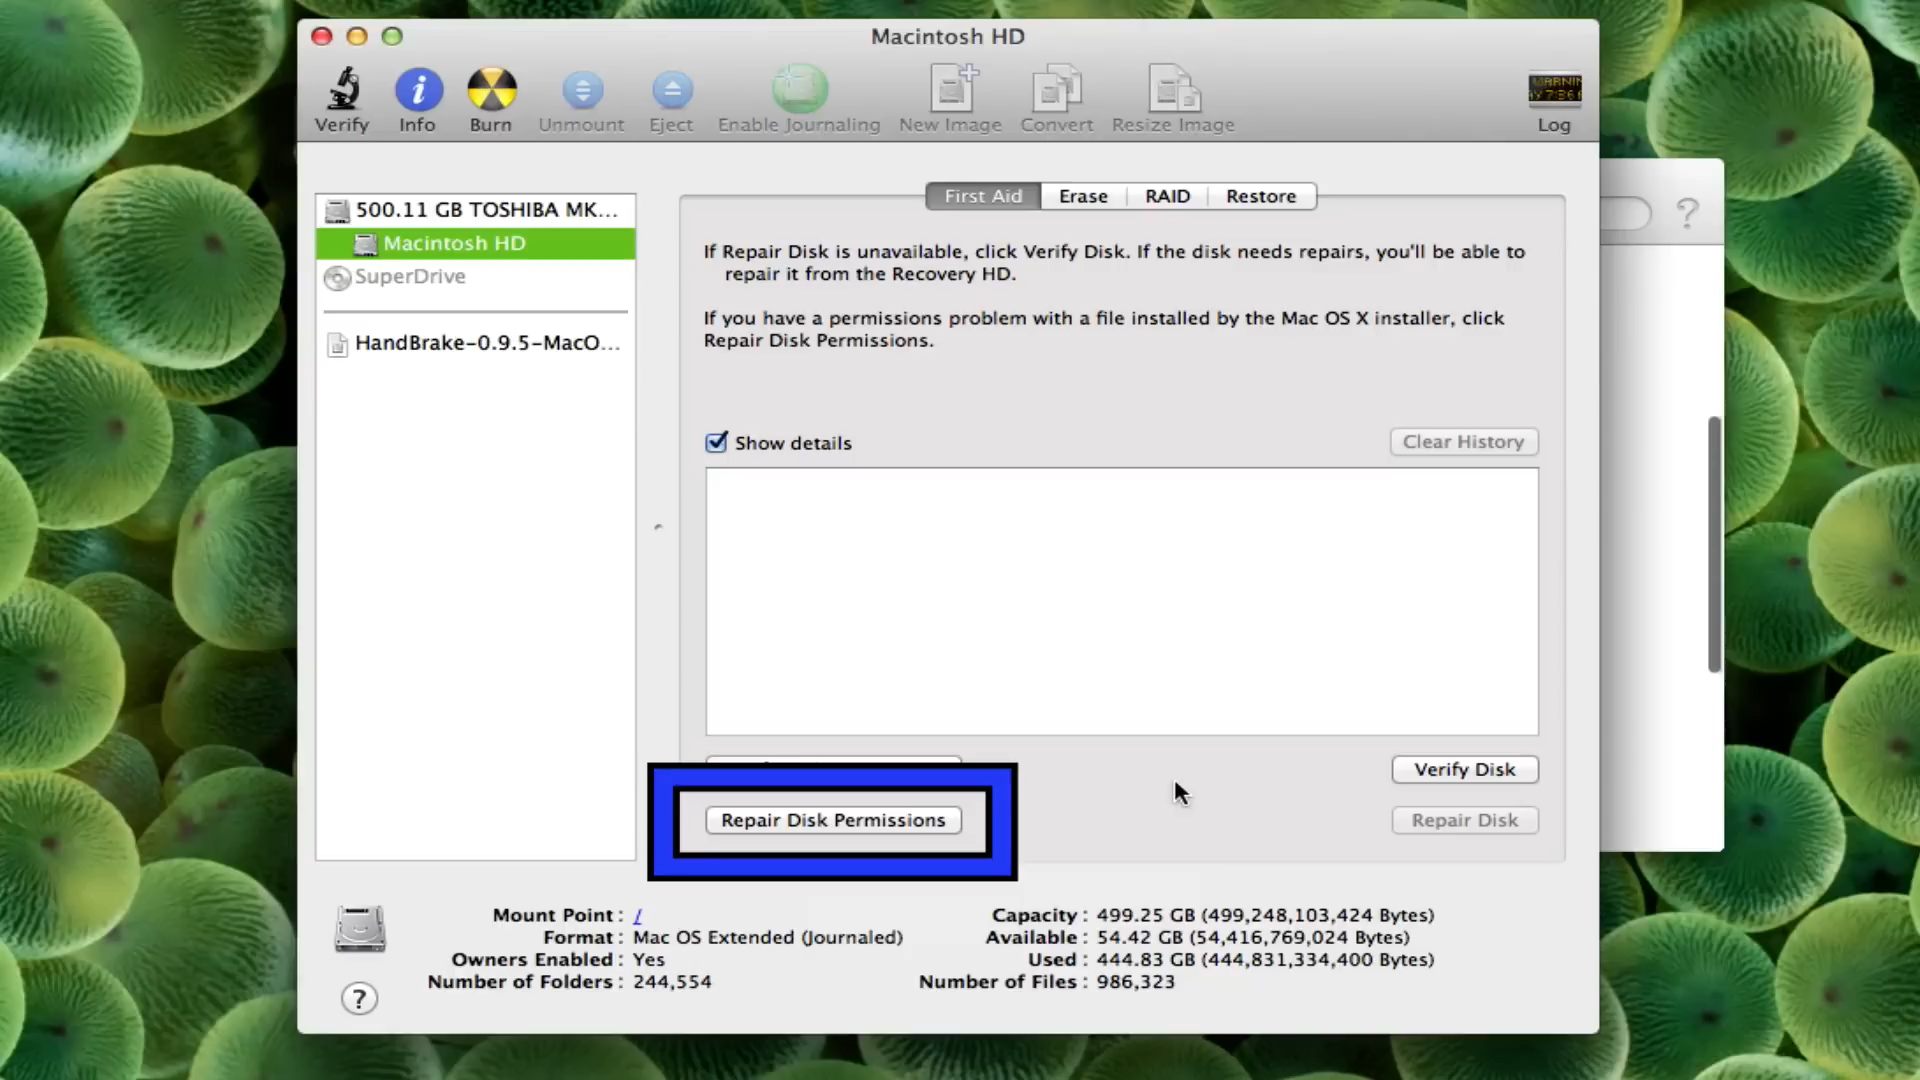 Macintosh HD
Verify
Info
Burn
Unmount
Eject
Enable Journaling
New Image
Convert
Resize Image
WARNIN
AY 7:36
Log
500.11 GB TOSHIBA MK...
Macintosh HD
SuperDrive
HandBrake-0.9.5-MacO...
First Aid
Erase
RAID
Restore
If Repair Disk is unavailable, click Verify Disk. If the disk needs repairs, you'll be able to
repair it from the Recovery HD.
If you have a permissions problem with a file installed by the Mac OS X installer, click
Repair Disk Permissions.
Show details
Clear History
Verify Disk
Repair Disk Permissions
Repair Disk
Mount Point : /
Format : Mac OS Extended (Journaled)
Owners Enabled : Yes
Number of Folders : 244,554
Capacity : 499.25 GB (499,248,103,424 Bytes)
Available : 54.42 GB (54,416,769,024 Bytes)
Used : 444.83 GB (444,831,334,400 Bytes)
Number of Files : 986,323
?
?